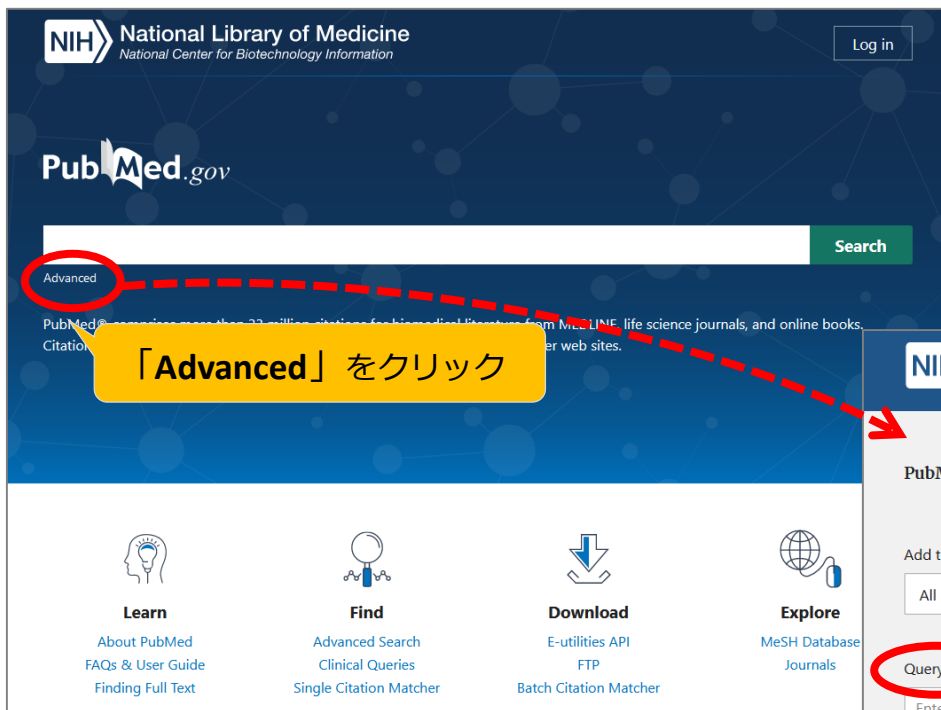 NIH National Library of Medicine
National Center for Biotechnology Information
Log in
PubMed.gov
Search
Advanced
PubMed® comprises more than 33 million citations for biomedical literature from MEDLINE, life science journals, and online books.
Citation
er web sites.
「Advanced」をクリック
NI
PubM
Add t
All
Query
Ente
Learn
About PubMed
FAQs & User Guide
Finding Full Text
Find
Advanced Search
Clinical Queries
Single Citation Matcher
Download
E-utilities API
FTP
Batch Citation Matcher
Explore
MeSH Database
Journals